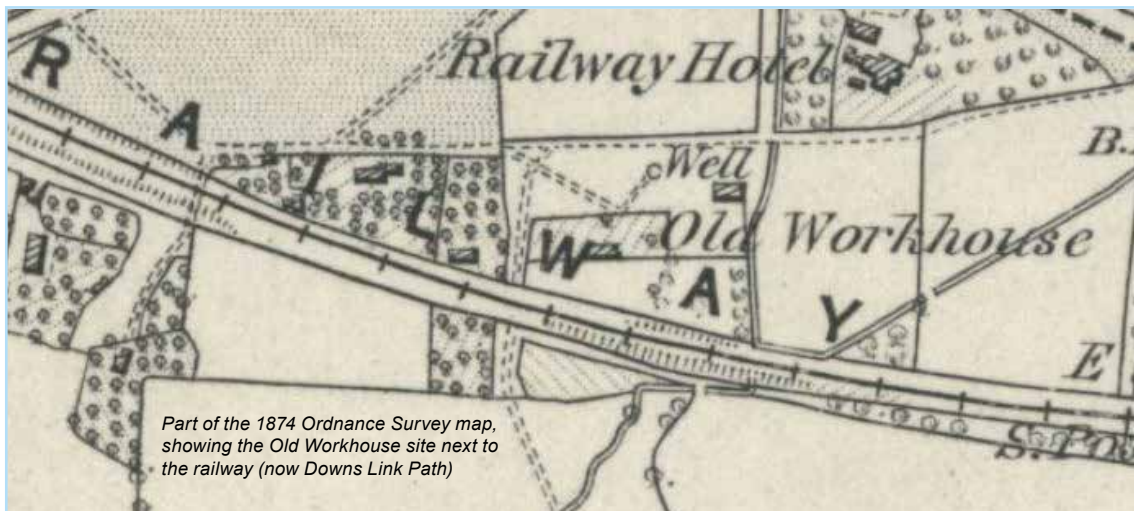 Railway Hotel
RAILWAY
Well
Old Workhouse
E
Part of the 1874 Ordnance Survey map,
showing the Old Workhouse site next to
the railway (now Downs Link Path)